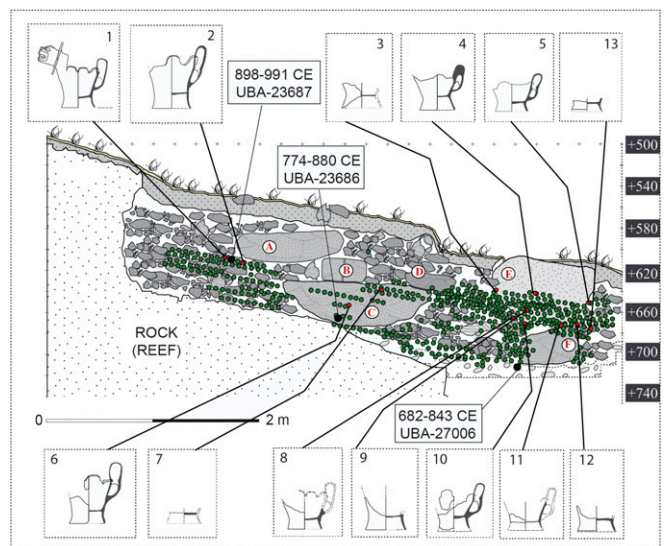 1
2
3
4
5
13
898-991 CE
UBA-23687
774-880 CE
UBA-23686
+500
+540
+580
+620
+660
+700
+740
A
B
C
D
E
F
ROCK
(REEF)
0
2 m
682-843 CE
UBA-27006
6
7
8
9
10
11
12